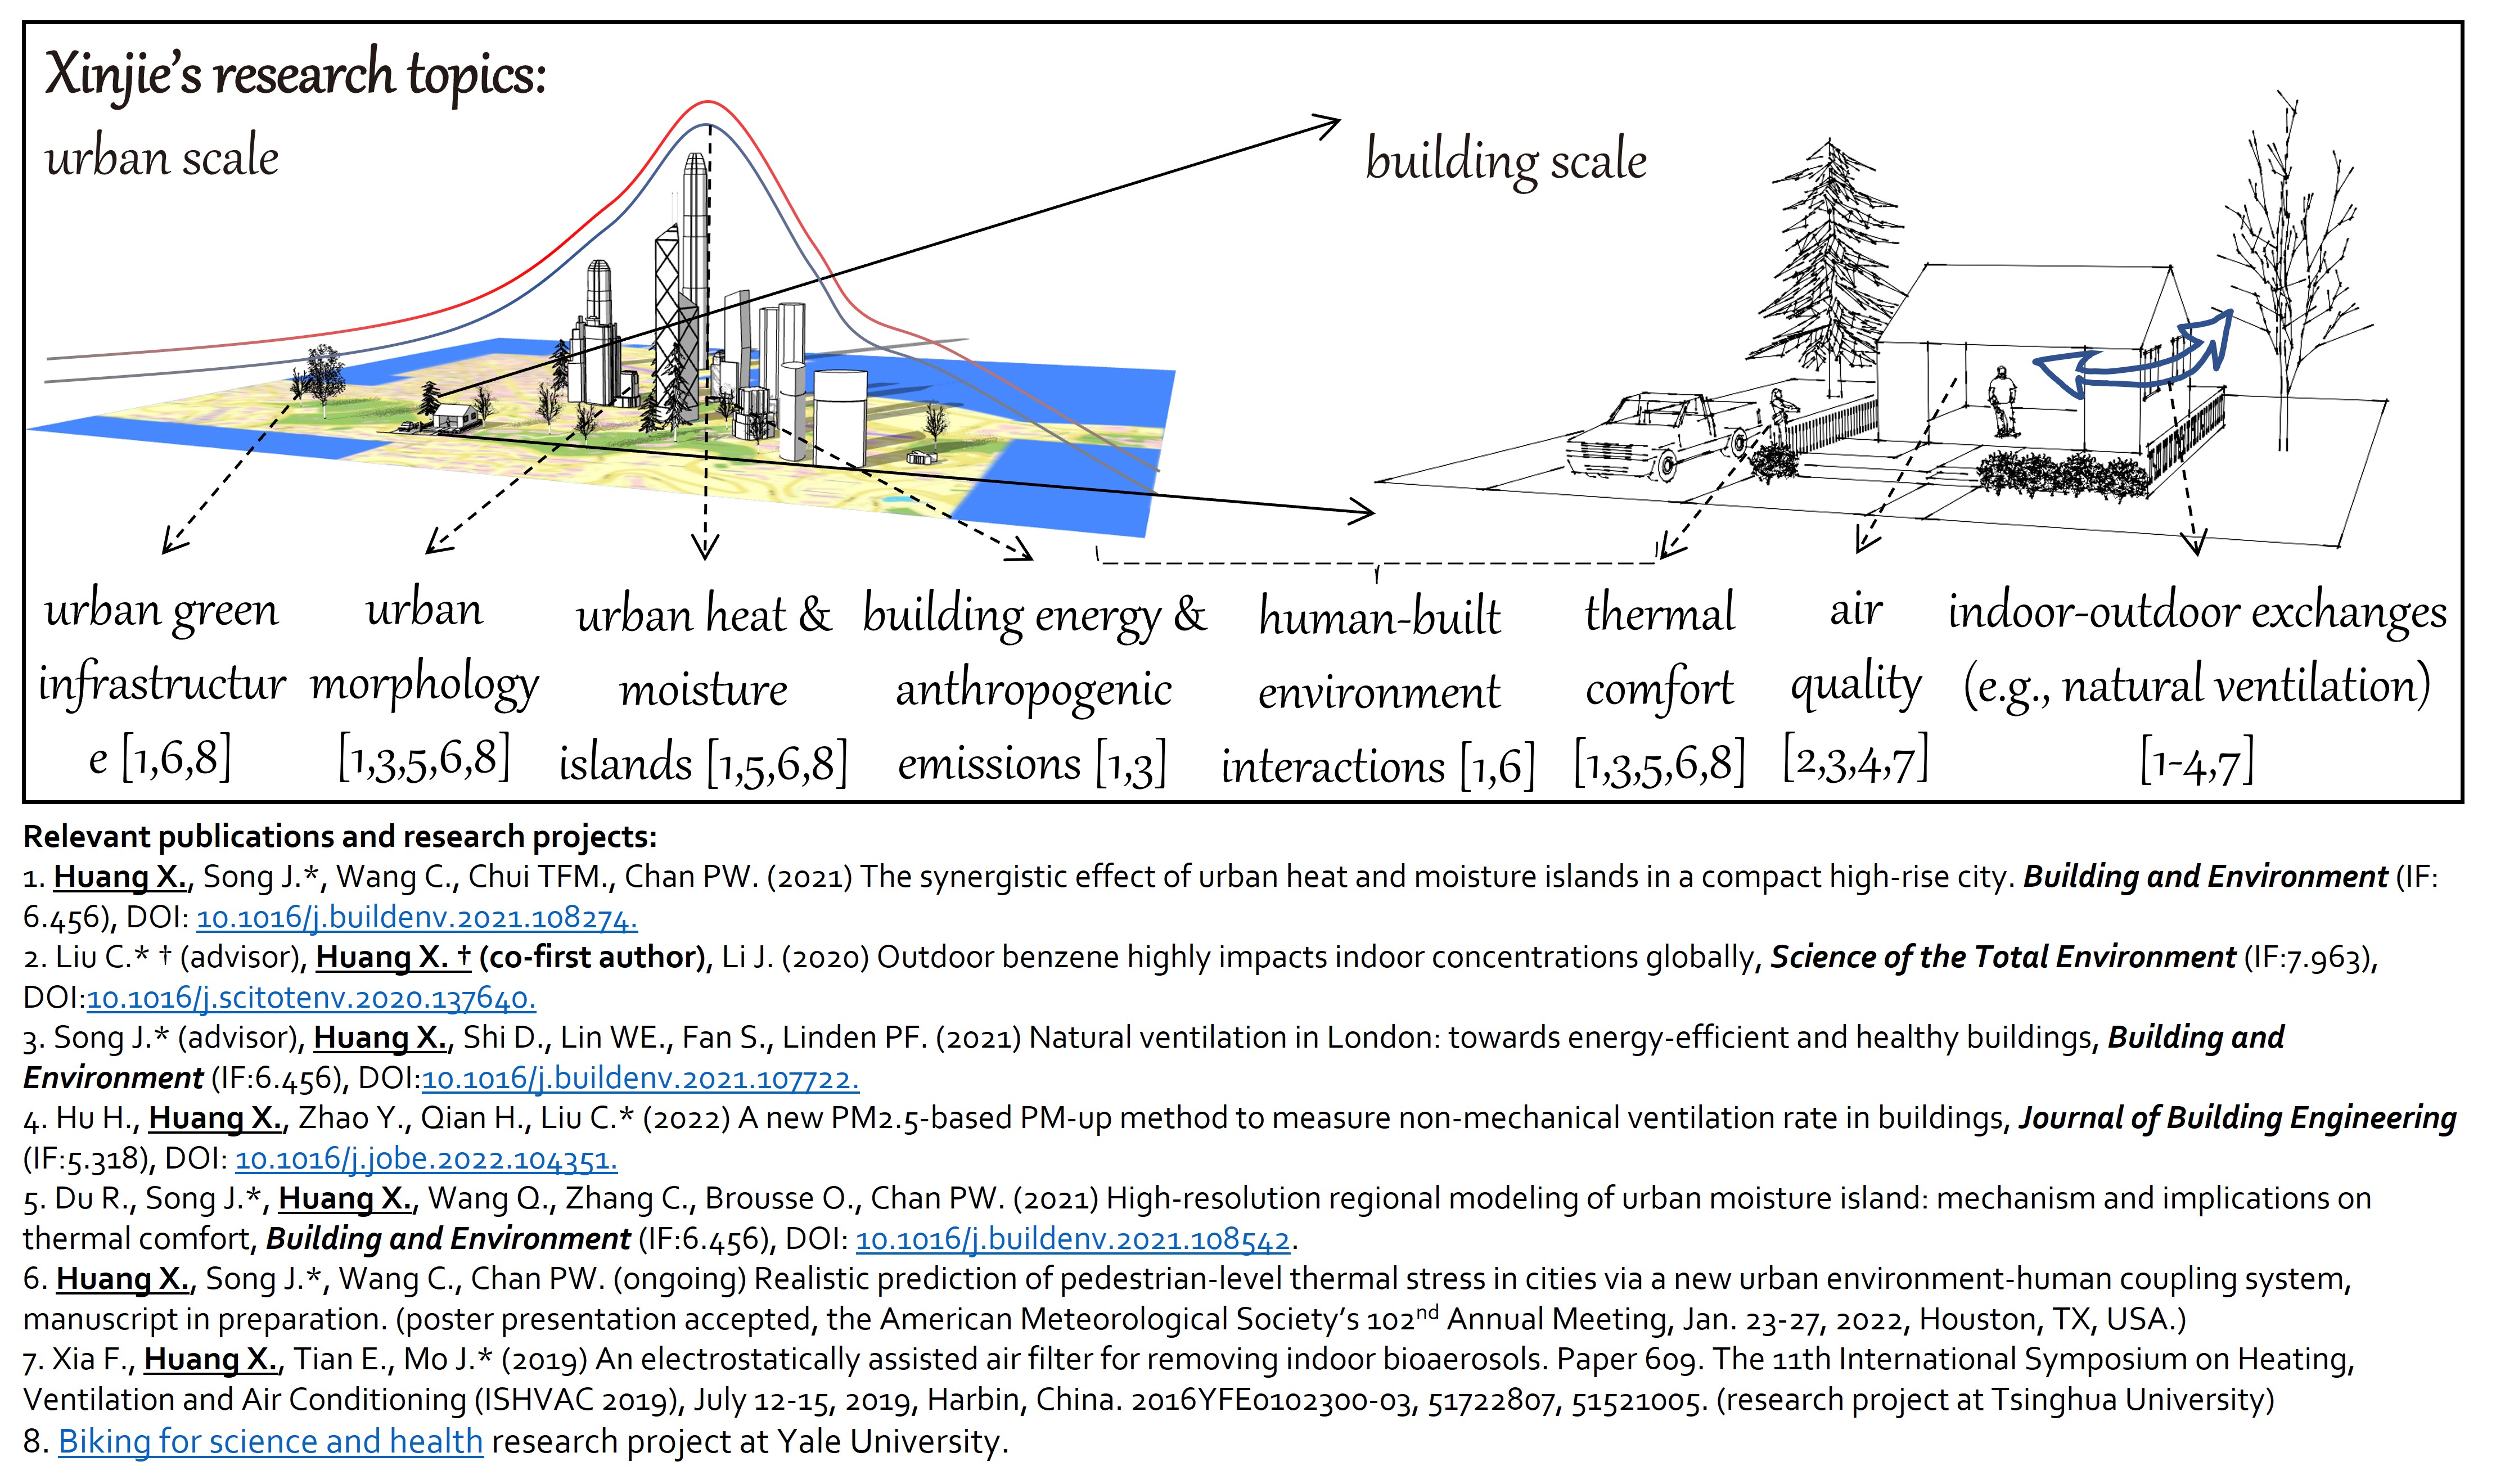 Xinjie's research topics:
urban scale
building scale
urban green
infrastructur
e [1,6,8]
urban
morphology
[1,3,5,6,8]
urban heat &
moisture
islands [1,5,6,8]
building energy &
anthropogenic
emissions [1,3]
human-built
environment
interactions [1,6]
thermal
comfort
[1,3,5,6,8]
air
quality
[2,3,4,7]
indoor-outdoor exchanges
(e.g., natural ventilation)
[1-4,7]
Relevant publications and research projects:
1. Huang X., Song J.*, Wang C., Chui TFM., Chan PW. (2021) The synergistic effect of urban heat and moisture islands in a compact high-rise city. Building and Environment (IF:
6.456), DOI: 10.1016/j.buildenv.2021.108274.
2. Liu C.* † (advisor), Huang X. † (co-first author), Li J. (2020) Outdoor benzene highly impacts indoor concentrations globally, Science of the Total Environment (IF:7.963),
DOI:10.1016/j.scitotenv.2020.137640.
3. Song J.* (advisor), Huang X., Shi D., Lin WE., Fan S., Linden PF. (2021) Natural ventilation in London: towards energy-efficient and healthy buildings, Building and
Environment (IF:6.456), DOI:10.1016/j.buildenv.2021.107722.
4. Hu H., Huang X., Zhao Y., Qian H., Liu C.* (2022) A new PM2.5-based PM-up method to measure non-mechanical ventilation rate in buildings, Journal of Building Engineering
(IF:5.318), DOI: 10.1016/j.jobe.2022.104351.
5. Du R., Song J.*, Huang X., Wang Q., Zhang C., Brousse O., Chan PW. (2021) High-resolution regional modeling of urban moisture island: mechanism and implications on
thermal comfort, Building and Environment (IF:6.456), DOI: 10.1016/j.buildenv.2021.108542.
6. Huang X., Song J.*, Wang C., Chan PW. (ongoing) Realistic prediction of pedestrian-level thermal stress in cities via a new urban environment-human coupling system,
manuscript in preparation. (poster presentation accepted, the American Meteorological Society's 102nd Annual Meeting, Jan. 23-27, 2022, Houston, TX, USA.)
7. Xia F., Huang X., Tian E., Mo J.* (2019) An electrostatically assisted air filter for removing indoor bioaerosols. Paper 609. The 11th International Symposium on Heating,
Ventilation and Air Conditioning (ISHVAC 2019), July 12-15, 2019, Harbin, China. 2016YFE0102300-03, 51722807, 51521005. (research project at Tsinghua University)
8. Biking for science and health research project at Yale University.